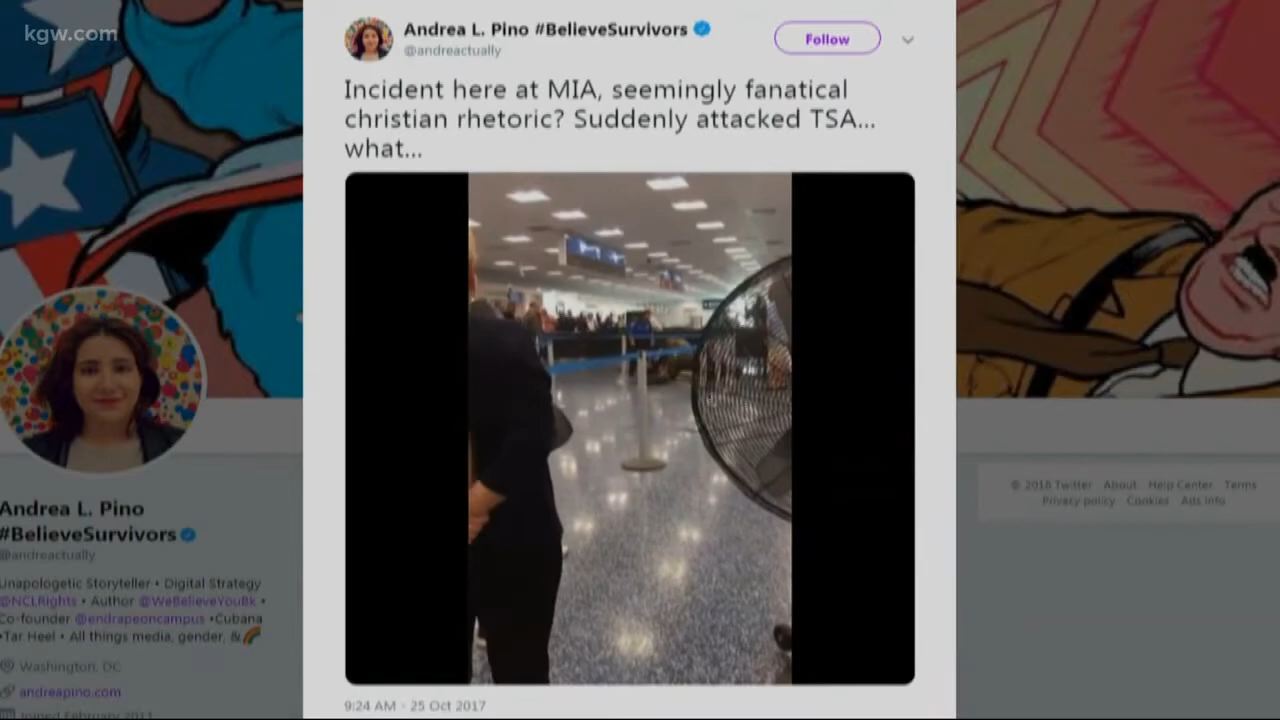 kgw.com
Andrea L. Pino #BelieveSurvivors
@andreactually
Follow
Incident here at MIA, seemingly fanatical
christian rhetoric? Suddenly attacked TSA...
what...
9:24 AM - 25 Oct 2017
Andrea L. Pino
#BelieveSurvivors
@andreactually
Unapologetic Storyteller • Digital Strategy
@NCLRights • Author @WeBelieveYouBk •
Co-founder @endrapeoncampus •Cubana
•Tar Heel • All things media, gender, &🌈
Washington, DC
andreapino.com
Joined February 2011
© 2018 Twitter About Help Center Terms
Privacy policy Cookies Ads info